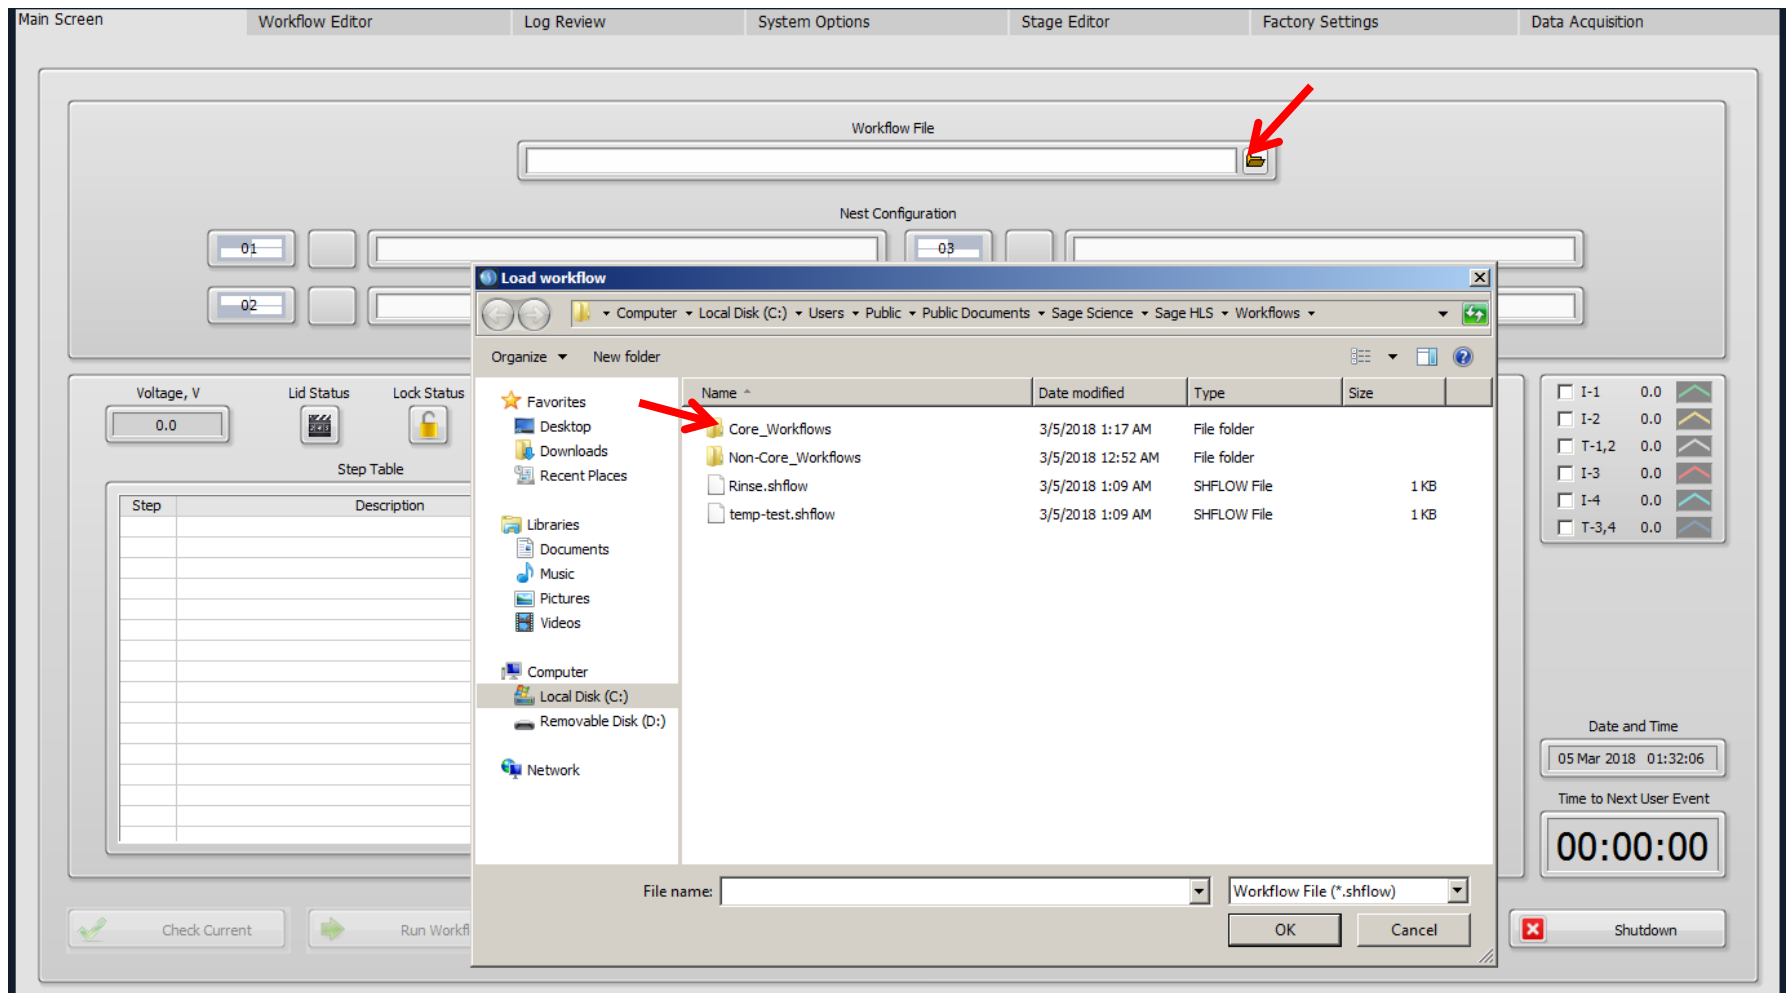 Main Screen
Workflow Editor
Log Review
System Options
Stage Editor
Factory Settings
Data Acquisition
Workflow File
Nest Configuration
01
03
02
Load workflow
Computer Local Disk (C:) Users Public Public Documents Sage Science Sage HLS Workflows
Organize New folder
Name Date modified Type Size
Favorites
Desktop
Downloads
Recent Places
Libraries
Documents
Music
Pictures
Videos
Computer
Local Disk (C:)
Removable Disk (D:)
Network
Core_Workflows 3/5/2018 1:17 AM File folder
Non-Core_Workflows 3/5/2018 12:52 AM File folder
Rinse.shflow 3/5/2018 1:09 AM SHFLOW File 1 KB
temp-test.shflow 3/5/2018 1:09 AM SHFLOW File 1 KB
File name:
Workflow File (*.shflow)
OK
Cancel
Voltage, V
Lid Status
Lock Status
0.0
Step Table
Step Description
I-1 0.0
I-2 0.0
T-1,2 0.0
I-3 0.0
I-4 0.0
T-3,4 0.0
Date and Time
05 Mar 2018 01:32:06
Time to Next User Event
00:00:00
Check Current
Run Workfl
Shutdown